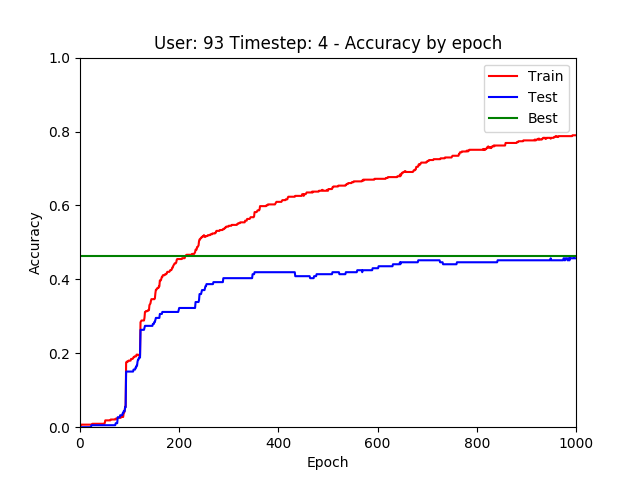 User: 93 Timestep: 4 - Accuracy by epoch
1.0
0.8
0.6
0.4
0.2
0.0
Accuracy
Train
Test
Best
0 200 400 600 800 1000
Epoch